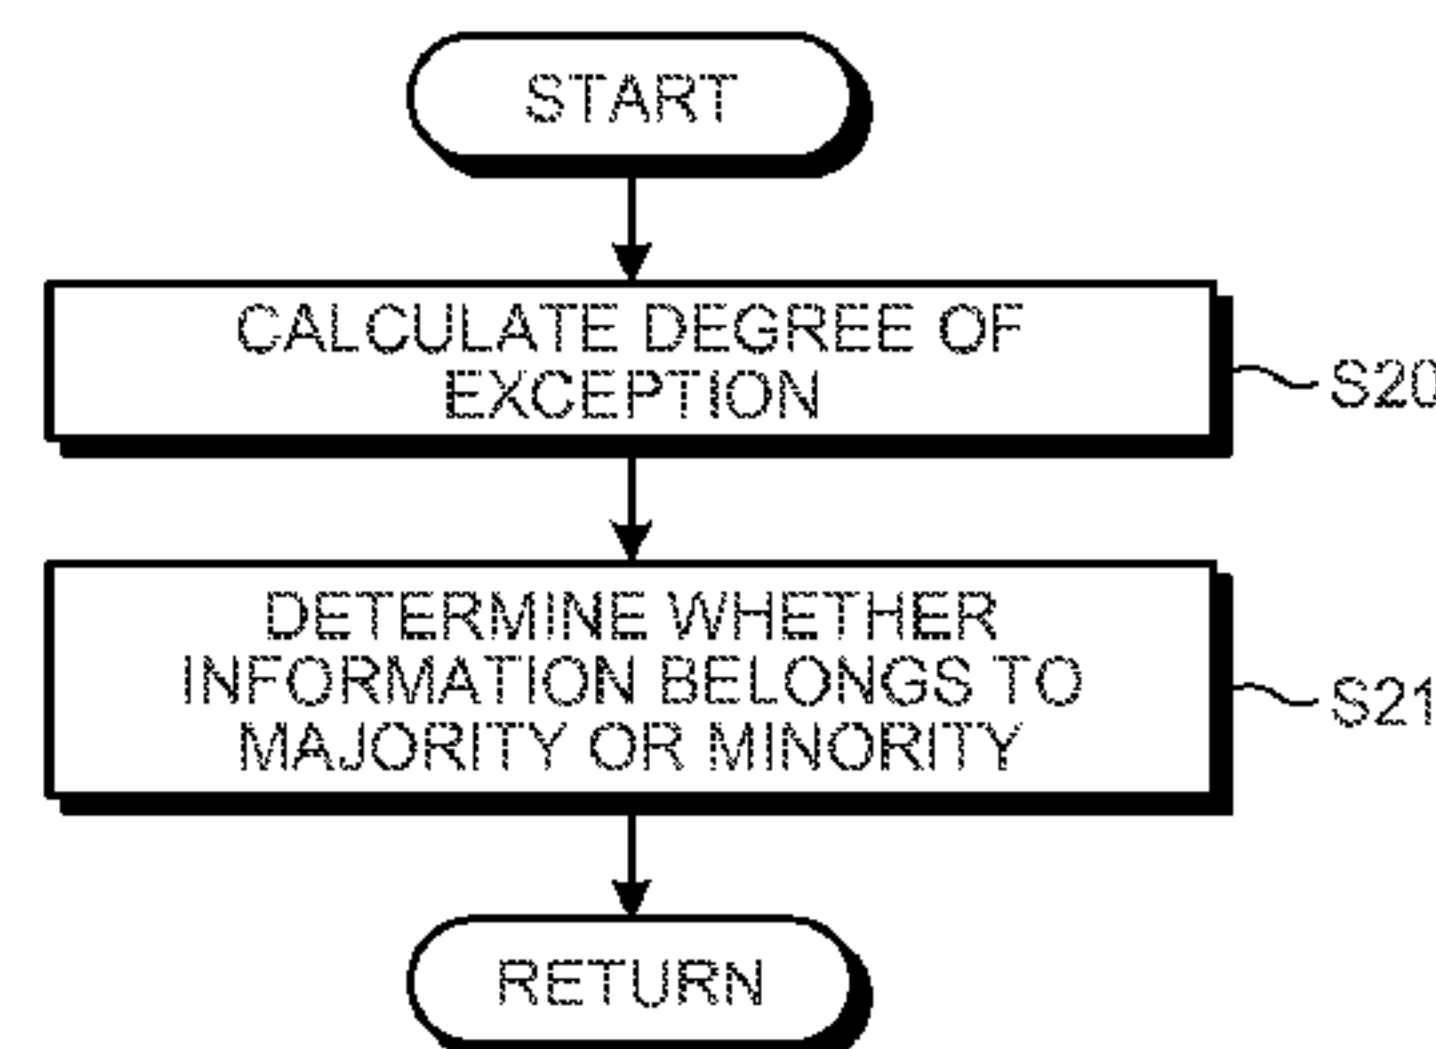 START
CALCULATE DEGREE OF
EXCEPTION
S20
DETERMINE WHETHER
INFORMATION BELONGS TO
MAJORITY OR MINORITY
S21
RETURN